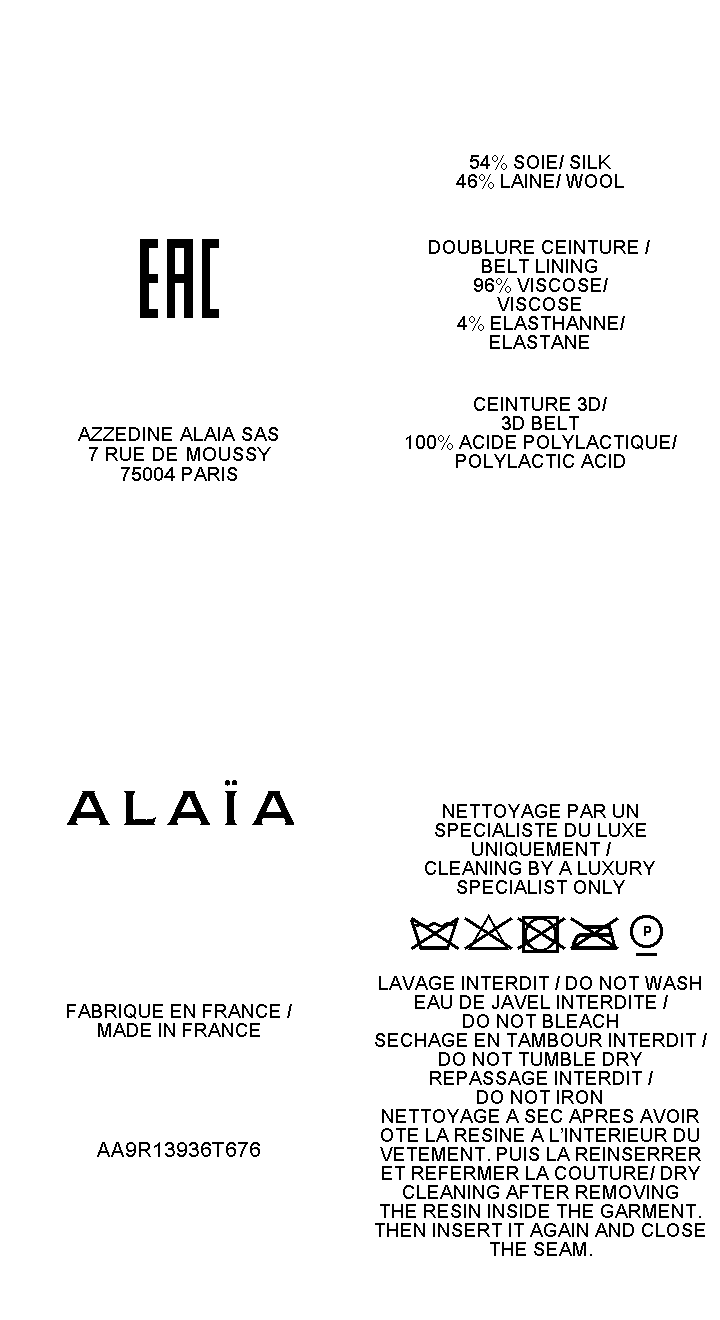 EAC
AZZEDINE ALAIA SAS
7 RUE DE MOUSSY
75004 PARIS
54% SOIE/ SILK
46% LAINE/ WOOL
DOUBLURE CEINTURE /
BELT LINING
96% VISCOSE/
VISCOSE
4% ELASTHANNE/
ELASTANE
CEINTURE 3D/
3D BELT
100% ACIDE POLYLACTIQUE/
POLYLACTIC ACID
ALAÏA
FABRIQUE EN FRANCE /
MADE IN FRANCE
AA9R13936T676
NETTOYAGE PAR UN
SPECIALISTE DU LUXE
UNIQUEMENT /
CLEANING BY A LUXURY
SPECIALIST ONLY
P
LAVAGE INTERDIT / DO NOT WASH
EAU DE JAVEL INTERDITE /
DO NOT BLEACH
SECHAGE EN TAMBOUR INTERDIT /
DO NOT TUMBLE DRY
REPASSAGE INTERDIT /
DO NOT IRON
NETTOYAGE A SEC APRES AVOIR
OTE LA RESINE A L'INTERIEUR DU
VETEMENT. PUIS LA REINSERRER
ET REFERMER LA COUTURE/ DRY
CLEANING AFTER REMOVING
THE RESIN INSIDE THE GARMENT.
THEN INSERT IT AGAIN AND CLOSE
THE SEAM.